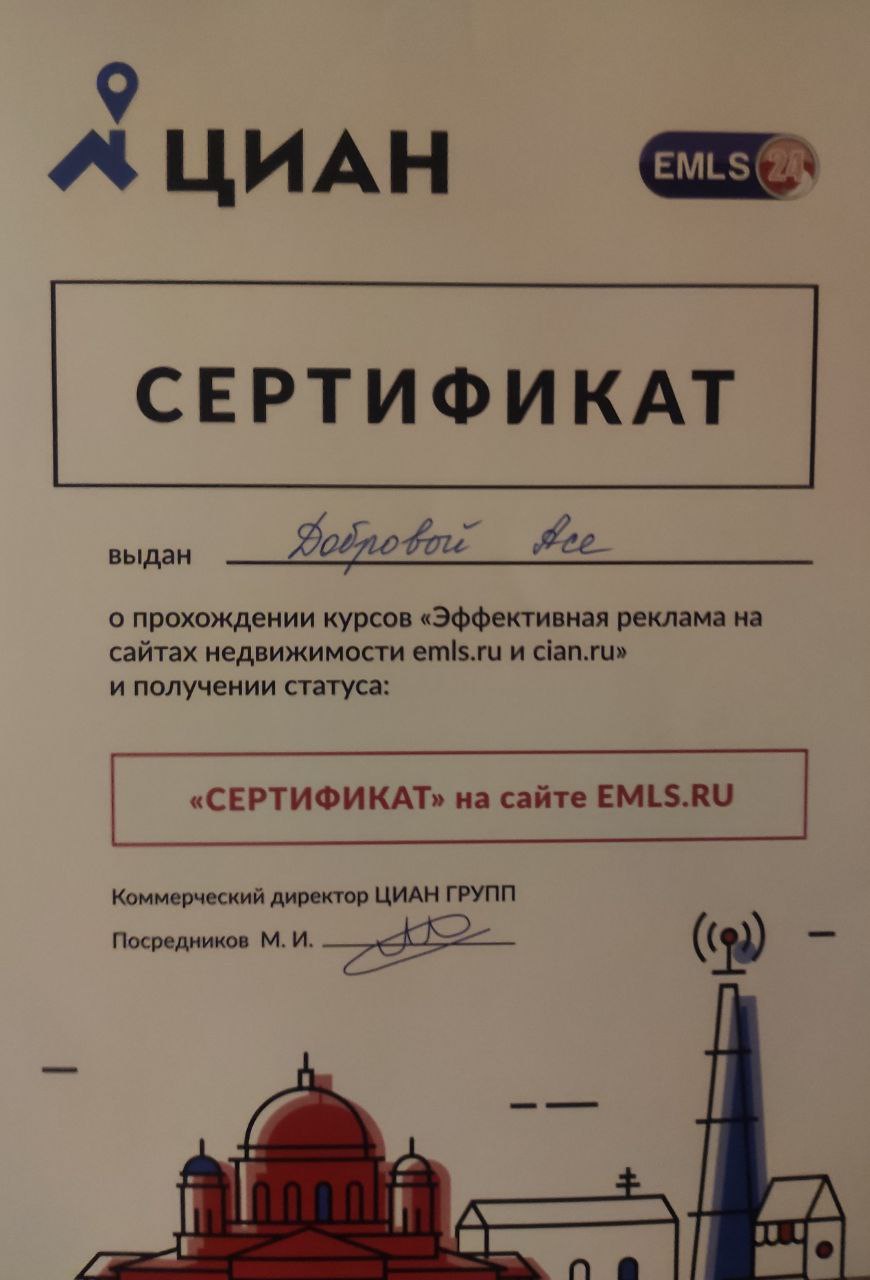 ЦИАН
EMLS 24
СЕРТИФИКАТ
выдан Добровой Асе
о прохождении курсов «Эффективная реклама на
сайтах недвижимости emls.ru и cian.ru»
и получении статуса:
«СЕРТИФИКАТ» на сайте EMLS.RU
Коммерческий директор ЦИАН ГРУПП
Посредников М. И.